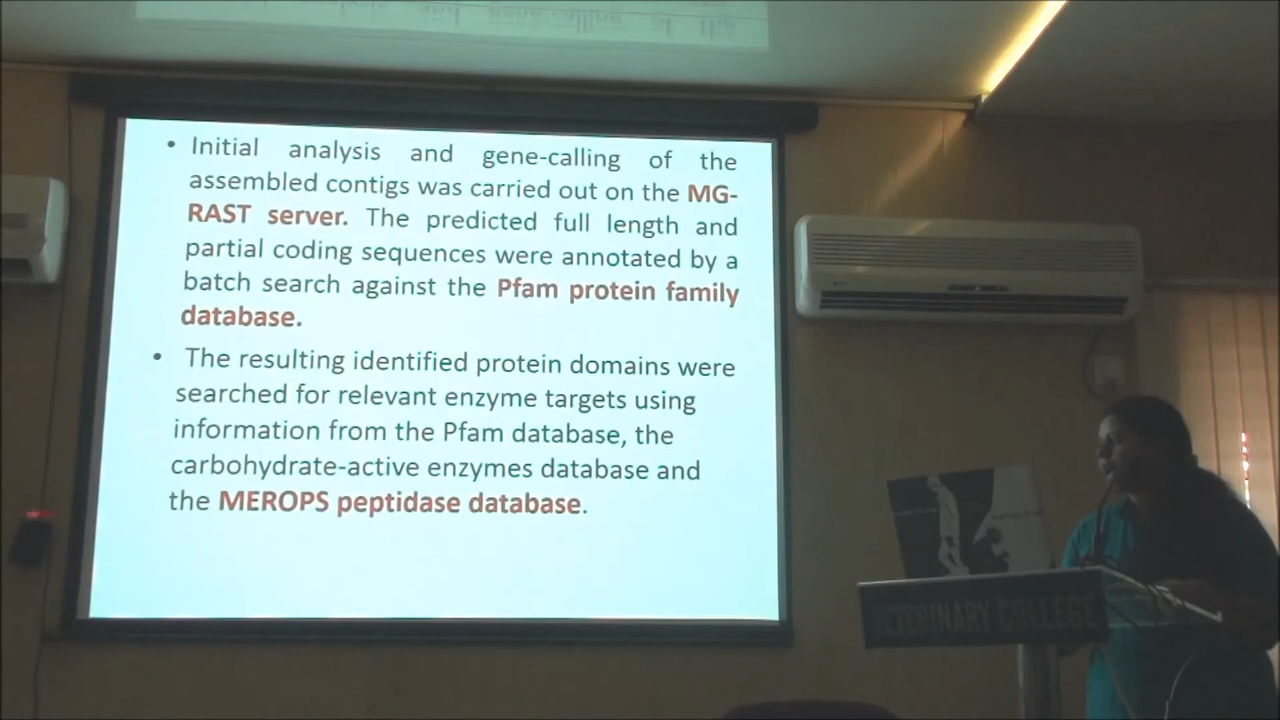 • Initial analysis and gene-calling of the
assembled contigs was carried out on the MG-
RAST server. The predicted full length and
partial coding sequences were annotated by a
batch search against the Pfam protein family
database.
• The resulting identified protein domains were
searched for relevant enzyme targets using
information from the Pfam database, the
carbohydrate-active enzymes database and
the MEROPS peptidase database.
VETERINARY COLLEGE